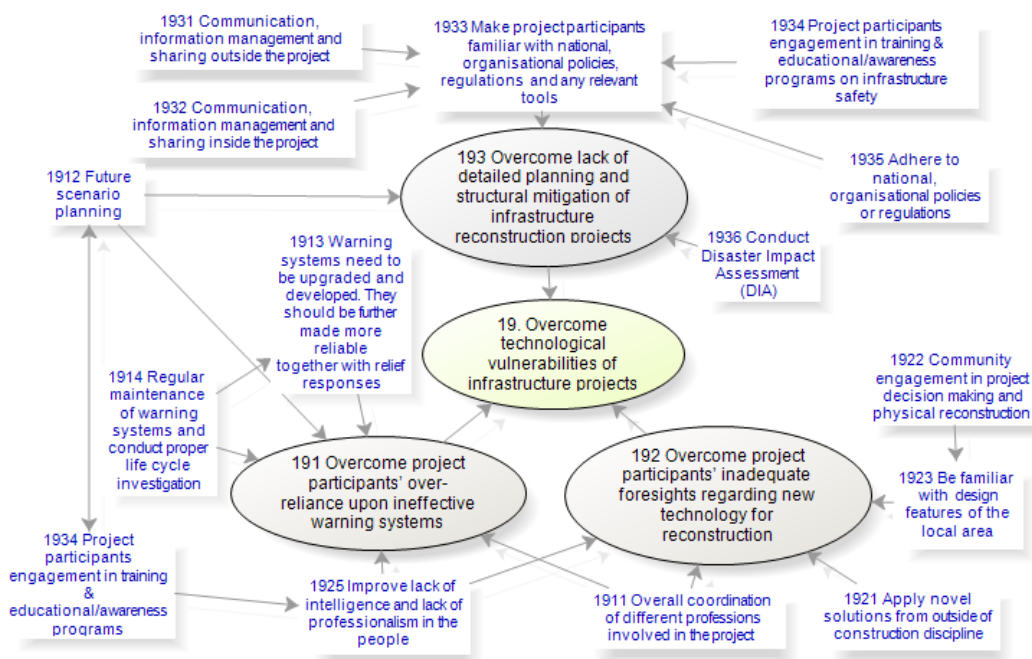 1931 Communication,
information management and
sharing outside the project
1933 Make project participants
familiar with national,
organisational policies,
regulations and any relevant
tools
1934 Project participants
engagement in training &
educational/awareness
programs on infrastructure
safety
1932 Communication,
information management and
sharing inside the project
193 Overcome lack of
detailed planning and
structural mitigation of
infrastructure
reconstruction projects
1935 Adhere to
national,
organisational policies
or regulations
1912 Future
scenario
planning
1913 Warning
systems need to
be upgraded and
developed. They
should be further
made more
reliable
together with relief
responses
1936 Conduct
Disaster Impact
Assessment
(DIA)
19. Overcome
technological
vulnerabilities of
infrastructure projects
1914 Regular
maintenance
of warning
systems and
conduct proper
life cycle
investigation
1922 Community
engagement in project
decision making and
physical reconstruction
191 Overcome project
participants’ over-
reliance upon ineffective
warning systems
192 Overcome project
participants’ inadequate
foresights regarding new
technology for
reconstruction
1923 Be familiar
with design
features of the
local area
1934 Project
participants
engagement in training
&
educational/awareness
programs
1925 Improve lack of
intelligence and lack of
professionalism in the
people
1911 Overall coordination
of different professions
involved in the project
1921 Apply novel
solutions from outside of
construction discipline